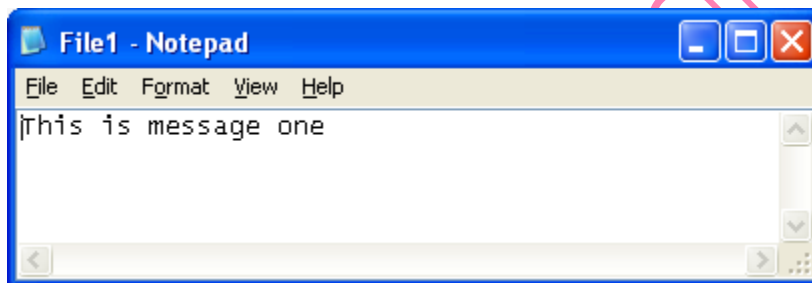 File1 - Notepad
File Edit Format View Help
This is message one